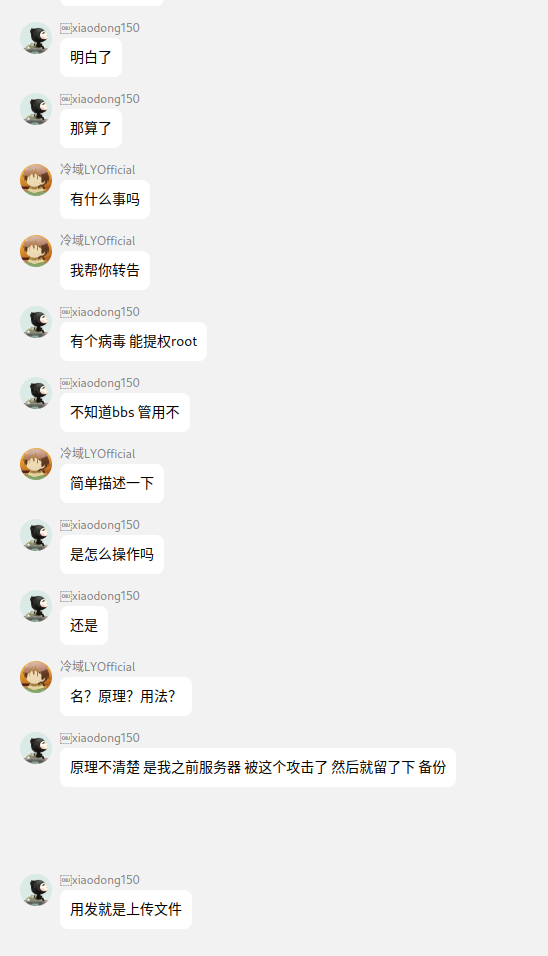 xiaodong150
明白了
xiaodong150
那算了
冷域LYOfficial
有什么事吗
冷域LYOfficial
我帮你转告
xiaodong150
有个病毒 能提权root
xiaodong150
不知道bbs 管用不
冷域LYOfficial
简单描述一下
xiaodong150
是怎么操作吗
xiaodong150
还是
冷域LYOfficial
名？原理？用法？
xiaodong150
原理不清楚 是我之前服务器 被这个攻击了 然后就留了下 备份
xiaodong150
用发就是上传文件